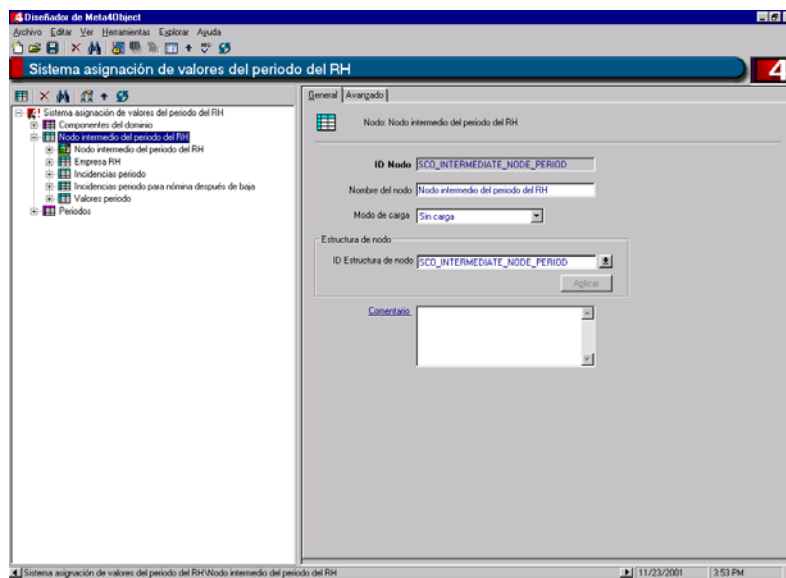 Diseñador de Meta4Object
Archivo Editar Ver Herramientas Explorar Ayuda
Sistema asignación de valores del periodo del RH
4
General Avanzado
Sistema asignación de valores del periodo del RH
Componentes del dominio
Nodo intermedio del periodo del RH
Nodo intermedio del periodo del RH
Empresa RH
Incidencias periodo
Incidencias periodo para nómina después de baja
Valores periodo
Periodos
Nodo: Nodo intermedio del periodo del RH
ID Nodo SCO_INTERMEDIATE_NODE_PERIOD
Nombre del nodo Nodo intermedio del periodo del RH
Modo de carga Sin carga
Estructura de nodo
ID Estructura de nodo SCO_INTERMEDIATE_NODE_PERIOD
Aplicar
Comentario
Sistema asignación de valores del periodo del RH\Nodo intermedio del periodo del RH 11/23/2001 3:53 PM